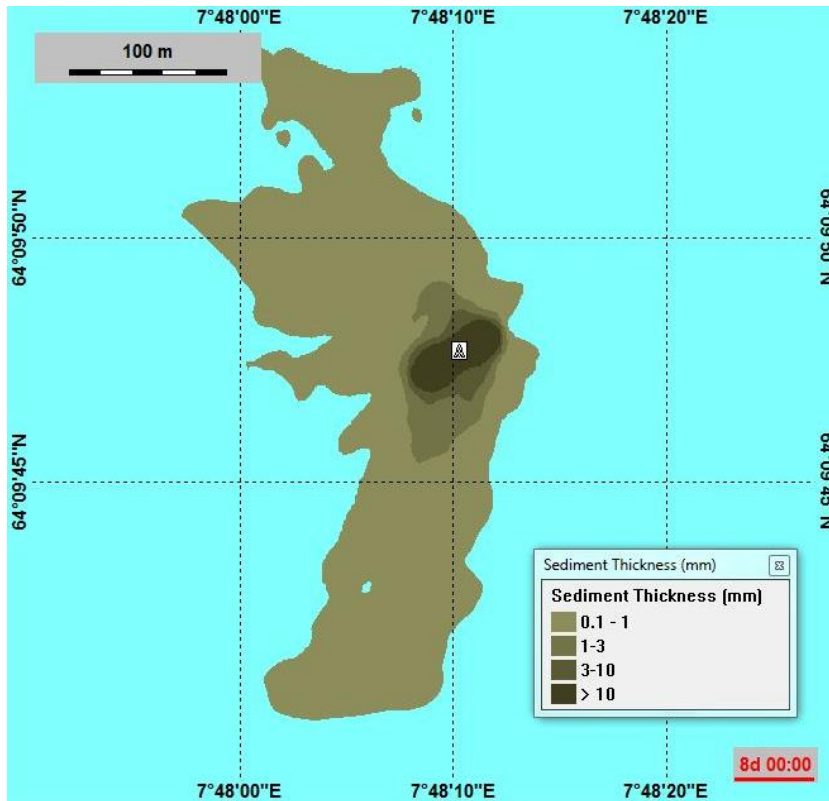 7°48'00"E
7°48'10"E
7°48'20"E
100 m
64°09'50"N
64°09'50"N
64°09'45"N
64°09'45"N
Sediment Thickness (mm)
Sediment Thickness (mm)
0.1 - 1
1-3
3-10
> 10
8d 00:00
7°48'00"E
7°48'10"E
7°48'20"E